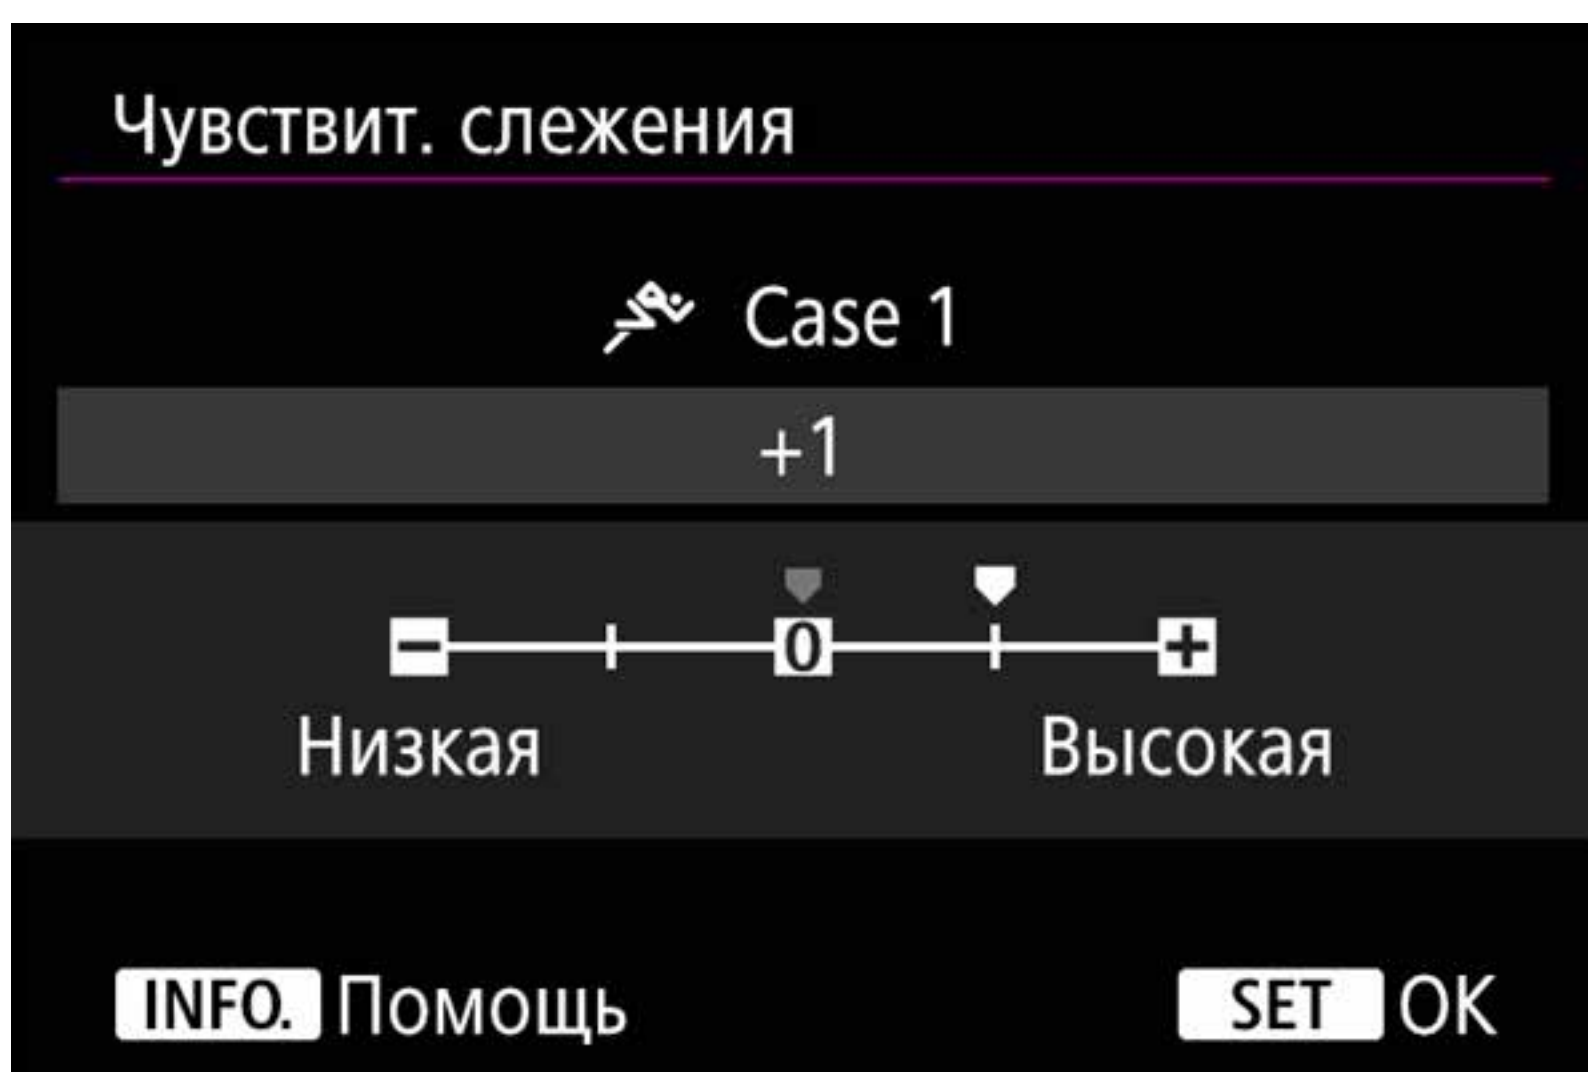 Чувствит. слежения
Case 1
+1
− 0 +
Низкая Высокая
INFO. Помощь SET OK